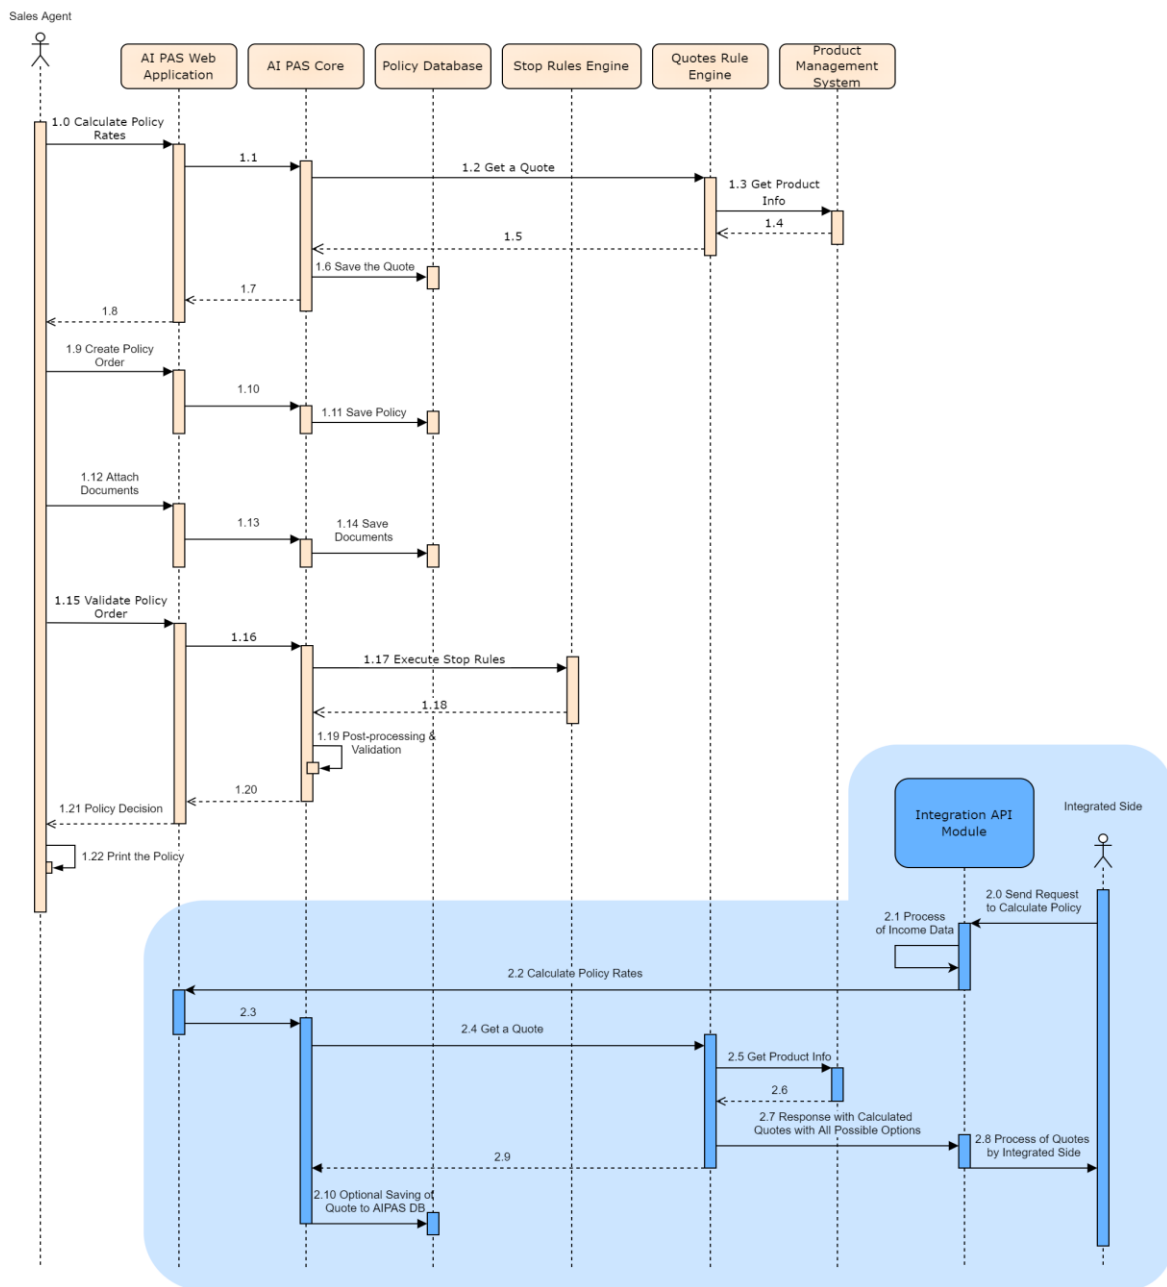 Sales Agent
AI PAS Web
Application
AI PAS Core
Policy Database
Stop Rules Engine
Quotes Rule
Engine
Product
Management
System
1.0 Calculate Policy
Rates
1.1
1.2 Get a Quote
1.3 Get Product
Info
1.4
1.5
1.6 Save the Quote
1.7
1.8
1.9 Create Policy
Order
1.10
1.11 Save Policy
1.12 Attach
Documents
1.13
1.14 Save
Documents
1.15 Validate Policy
Order
1.16
1.17 Execute Stop Rules
1.18
1.19 Post-processing &
Validation
1.20
1.21 Policy Decision
1.22 Print the Policy
Integration API
Module
Integrated Side
2.0 Send Request
to Calculate Policy
2.1 Process
of Income Data
2.2 Calculate Policy Rates
2.3
2.4 Get a Quote
2.5 Get Product Info
2.6
2.7 Response with Calculated
Quotes with All Possible Options
2.8 Process of Quotes
by Integrated Side
2.9
2.10 Optional Saving of
Quote to AIPAS DB